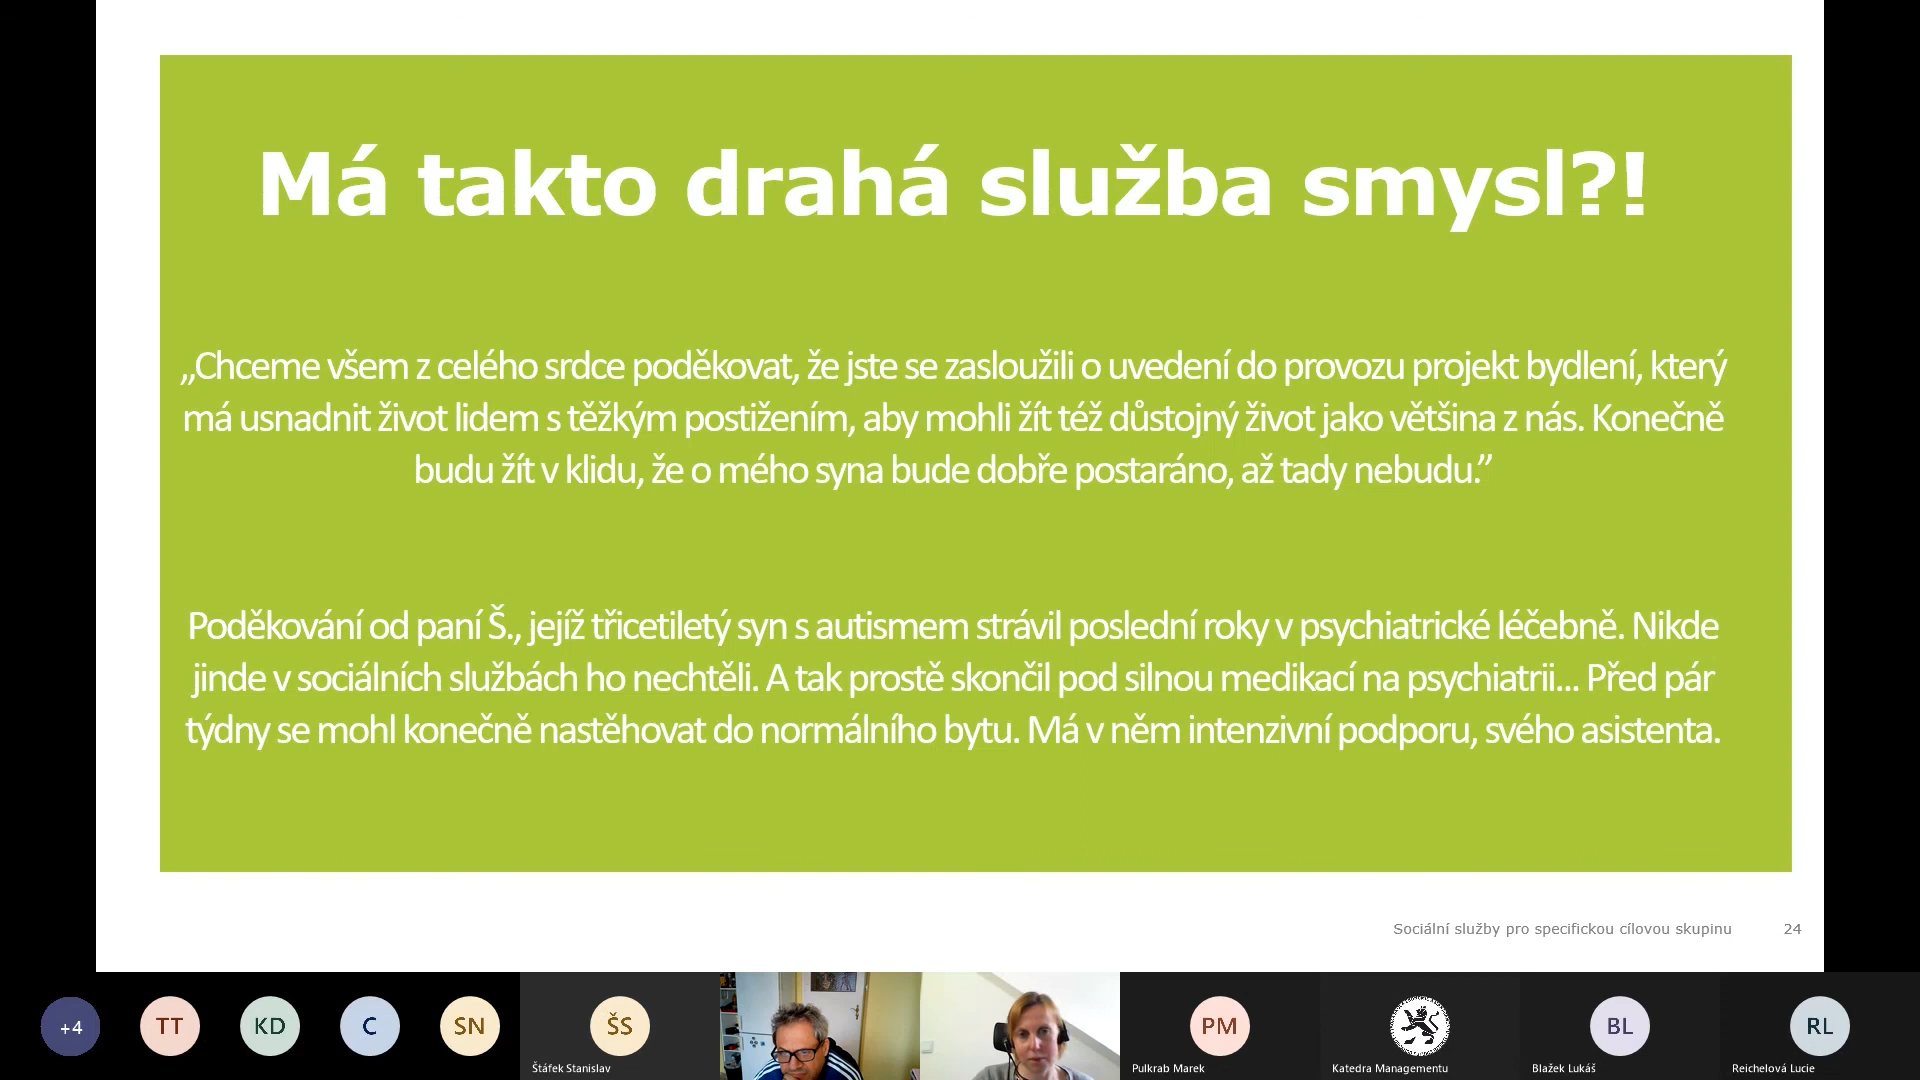 Má takto drahá služba smysl?!
„Chceme všem z celého srdce poděkovat, že jste se zasloužili o uvedení do provozu projekt bydlení, který
má usnadnit život lidem s těžkým postižením, aby mohli žít též důstojný život jako většina z nás. Konečně
budu žít v klidu, že o mého syna bude dobře postaráno, až tady nebudu.”
Poděkování od paní Š., jejíž třicetiletý syn s autismem strávil poslední roky v psychiatrické léčebně. Nikde
jinde v sociálních službách ho nechtěli. A tak prostě skončil pod silnou medikací na psychiatrii... Před pár
týdny se mohl konečně nastěhovat do normálního bytu. Má v něm intenzivní podporu, svého asistenta.
Sociální služby pro specifickou cílovou skupinu 24
+4 TT KD C SN ŠS PM BL RL
Štáfek Stanislav Pulkrab Marek Katedra Managementu Blažek Lukáš Reichelová Lucie